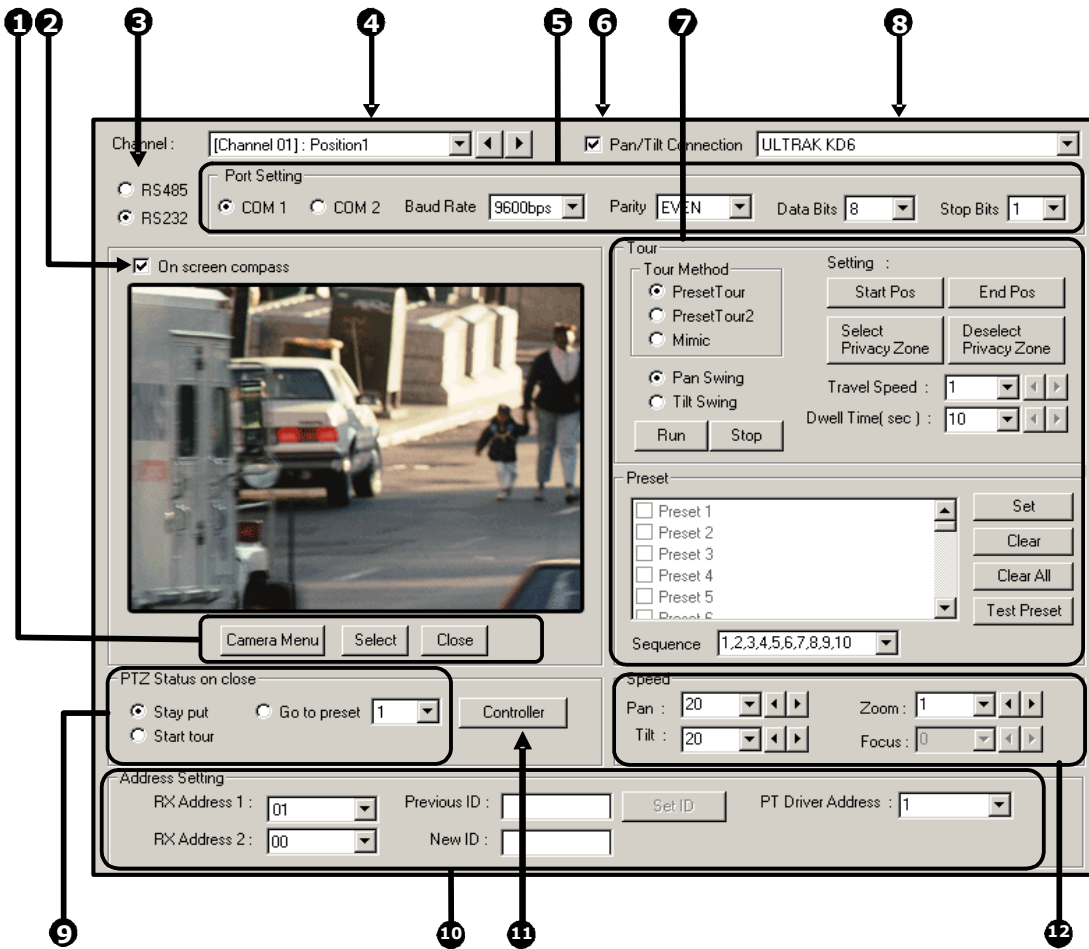 1 2 3 4 5 6 7 8
Channel : [Channel 01] : Position1 Pan/Tilt Connection ULTRAK KD6
RS485
RS232
Port Setting
COM 1 COM 2 Baud Rate 9600bps Parity EVEN Data Bits 8 Stop Bits 1
On screen compass
Camera Menu Select Close
Tour
Tour Method
PresetTour
PresetTour2
Mimic
Pan Swing
Tilt Swing
Run Stop
Setting :
Start Pos End Pos
Select Privacy Zone
Deselect Privacy Zone
Travel Speed : 1
Dwell Time( sec ) : 10
Preset
Preset 1
Preset 2
Preset 3
Preset 4
Preset 5
Preset 6
Set
Clear
Clear All
Test Preset
Sequence 1,2,3,4,5,6,7,8,9,10
PTZ Status on close
Stay put Go to preset 1
Start tour
Controller
Speed
Pan : 20 Zoom : 1
Tilt : 20 Focus : 0
Address Setting
RX Address 1 : 01 Previous ID : Set ID PT Driver Address : 1
RX Address 2 : 00 New ID :
9 10 11 12